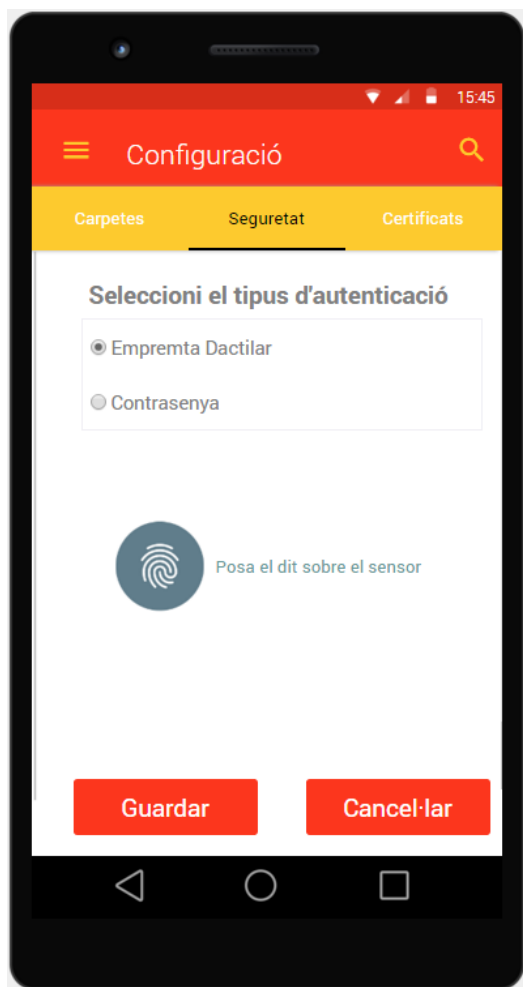 15:45
Configuració
Carpetes Seguretat Certificats
Seleccioni el tipus d'autenticació
Empremta Dactilar
Contrasenya
Posa el dit sobre el sensor
Guardar Cancel·lar